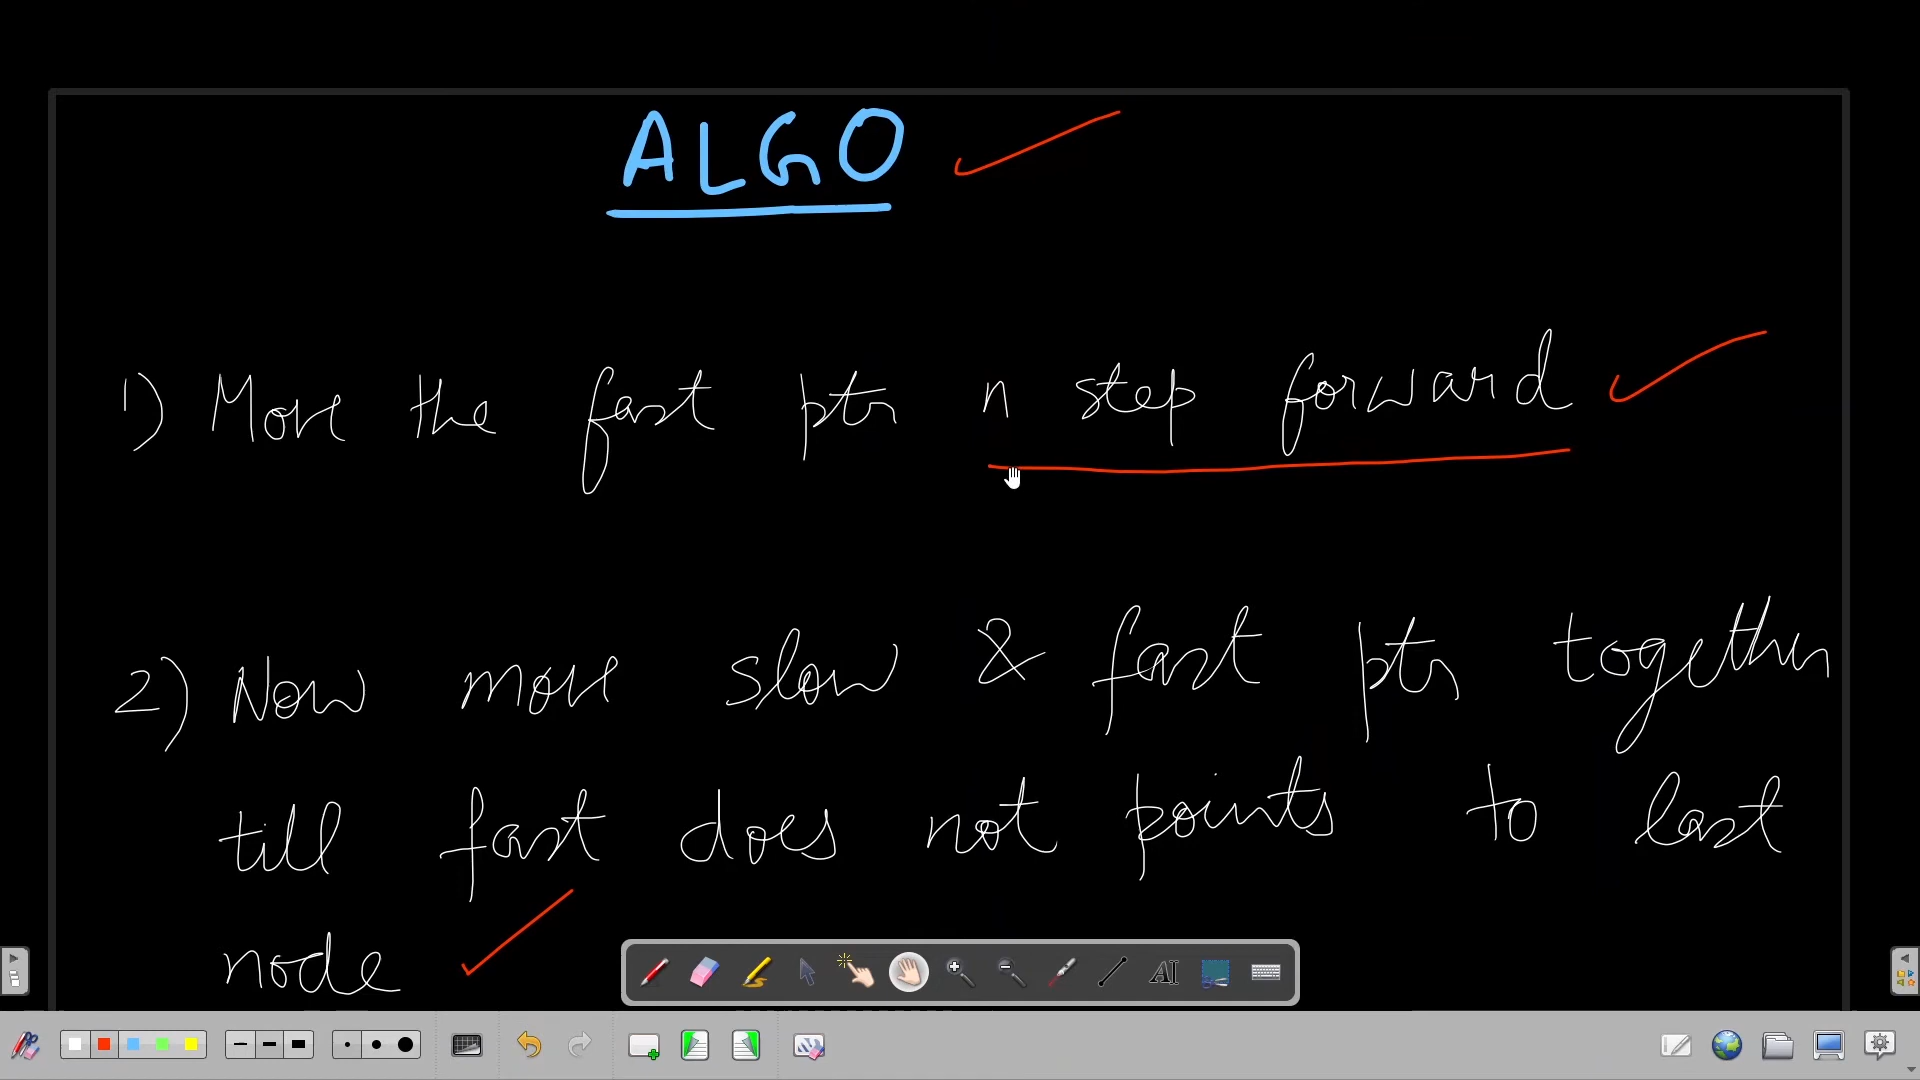 ALGO
1) Move the fast ptr n step forward
2) Now move slow & fast ptr together
till fast does not points to last
node